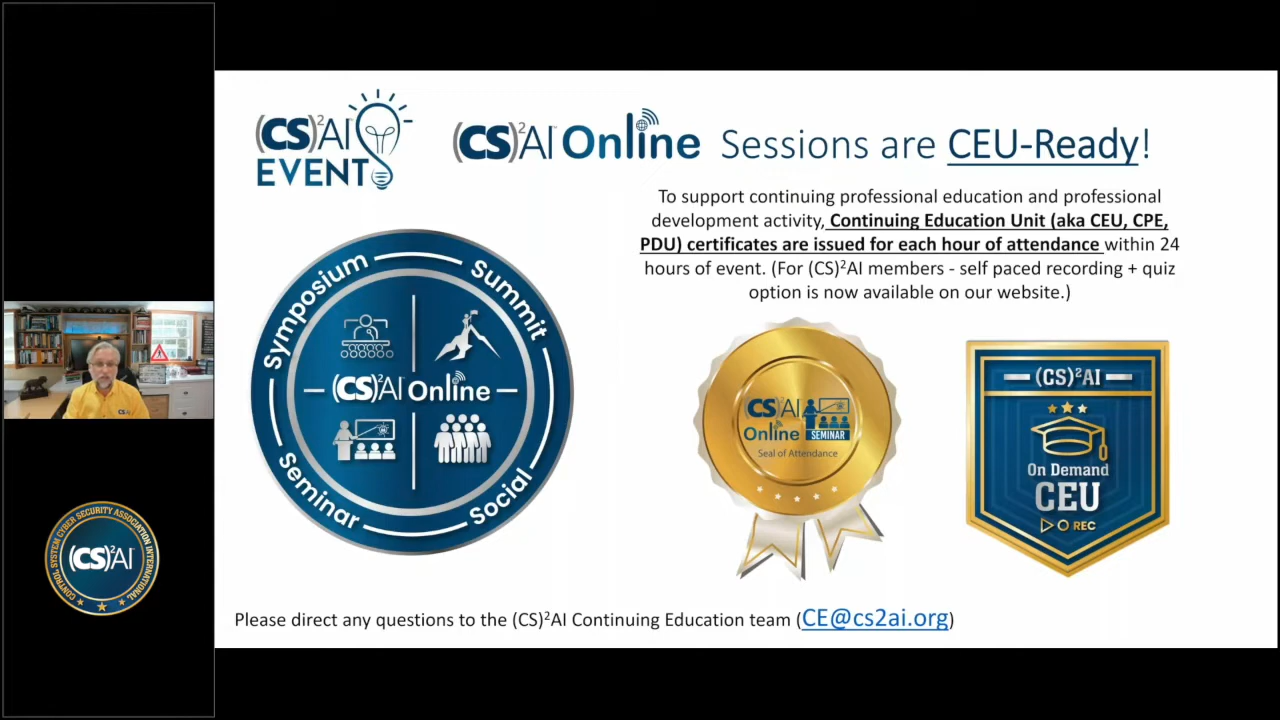 (CS)²AI
EVENT
(CS)²AI Online Sessions are CEU-Ready!
To support continuing professional education and professional
development activity, Continuing Education Unit (aka CEU, CPE,
PDU) certificates are issued for each hour of attendance within 24
hours of event. (For (CS)²AI members - self paced recording + quiz
option is now available on our website.)
Symposium
Summit
(CS)²AI Online
Seminar
Social
CS²AI
Online SEMINAR
Seal of Attendance
(CS)²AI
On Demand
CEU
REC
CONTROL SYSTEM CYBER SECURITY ASSOCIATION INTERNATIONAL
(CS)²AI
Please direct any questions to the (CS)²AI Continuing Education team (CE@cs2ai.org)